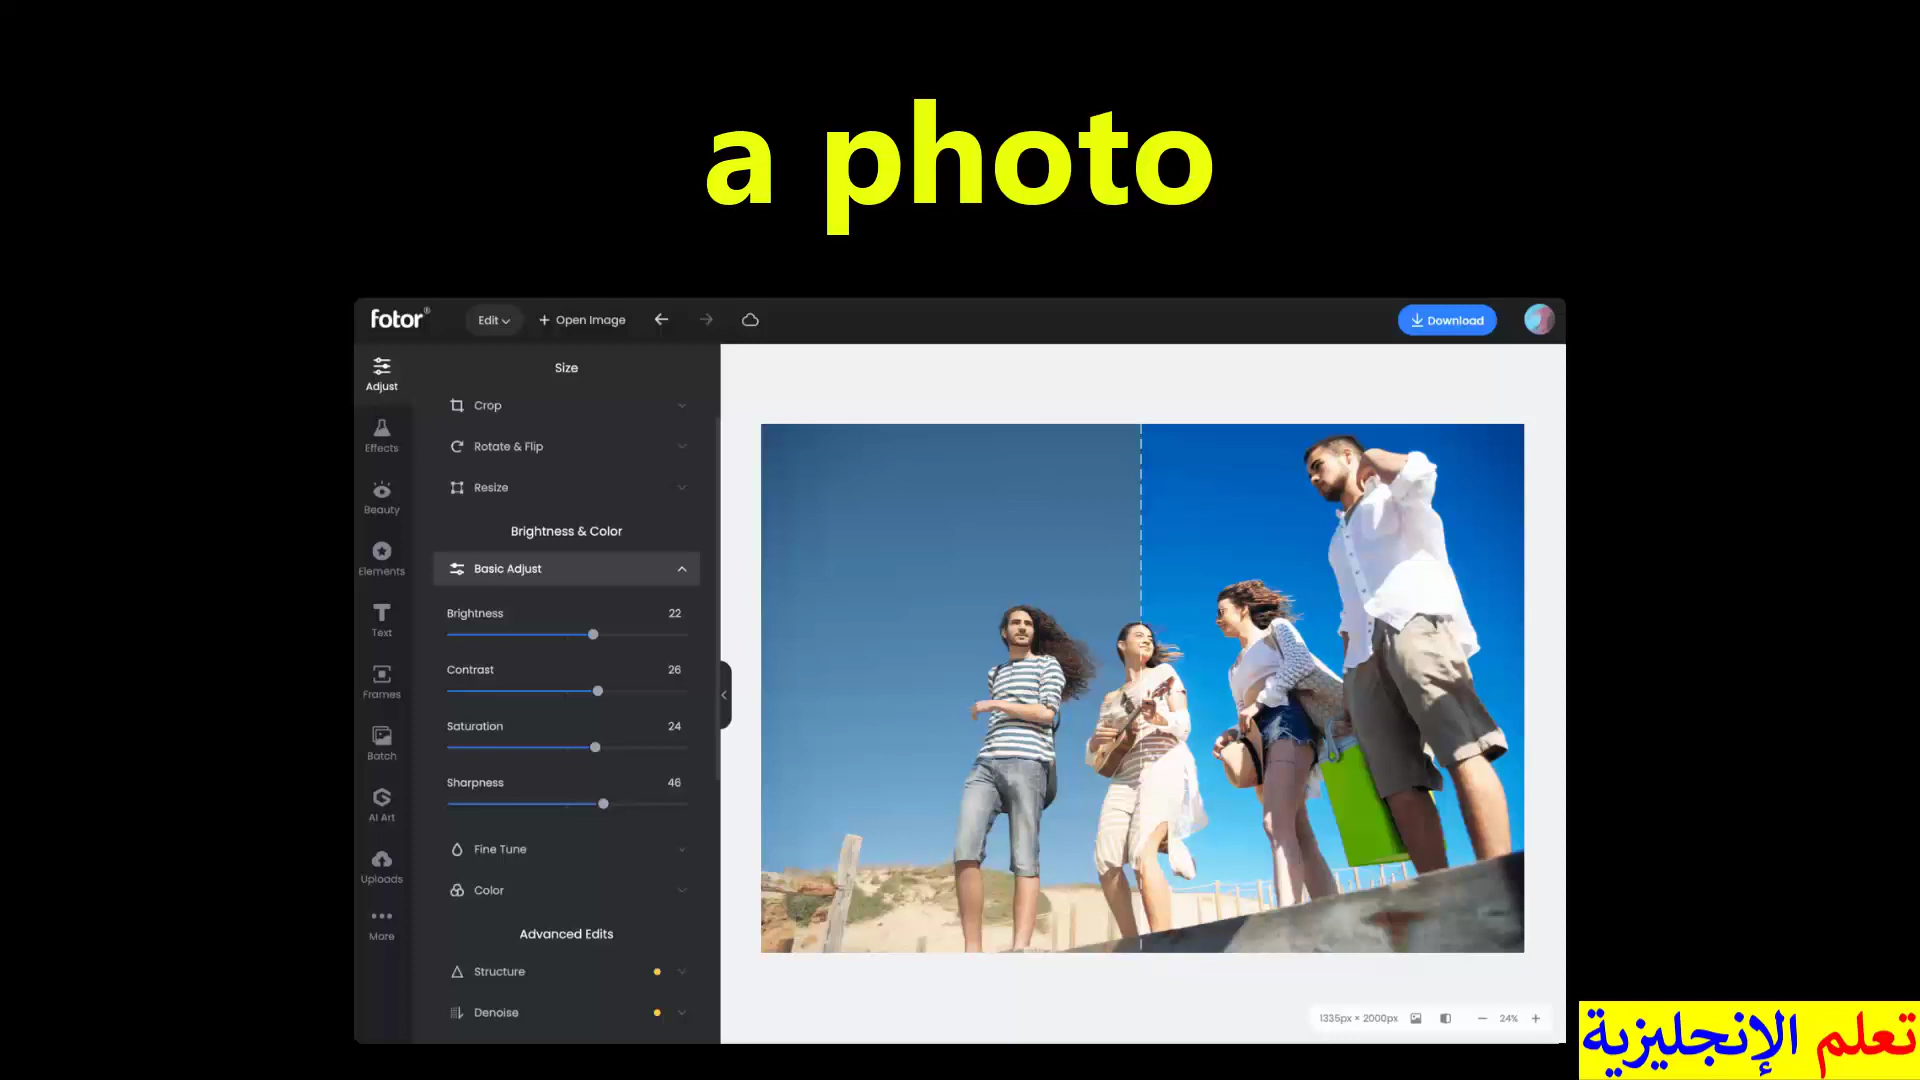 a photo
fotor®
Edit
+ Open Image
Download
Adjust
Effects
Beauty
Elements
Text
Frames
Batch
AI Art
Uploads
More
Size
Crop
Rotate & Flip
Resize
Brightness & Color
Basic Adjust
Brightness 22
Contrast 26
Saturation 24
Sharpness 46
Fine Tune
Color
Advanced Edits
Structure
Denoise
1335px × 2000px
24%
تعلم الإنجليزية